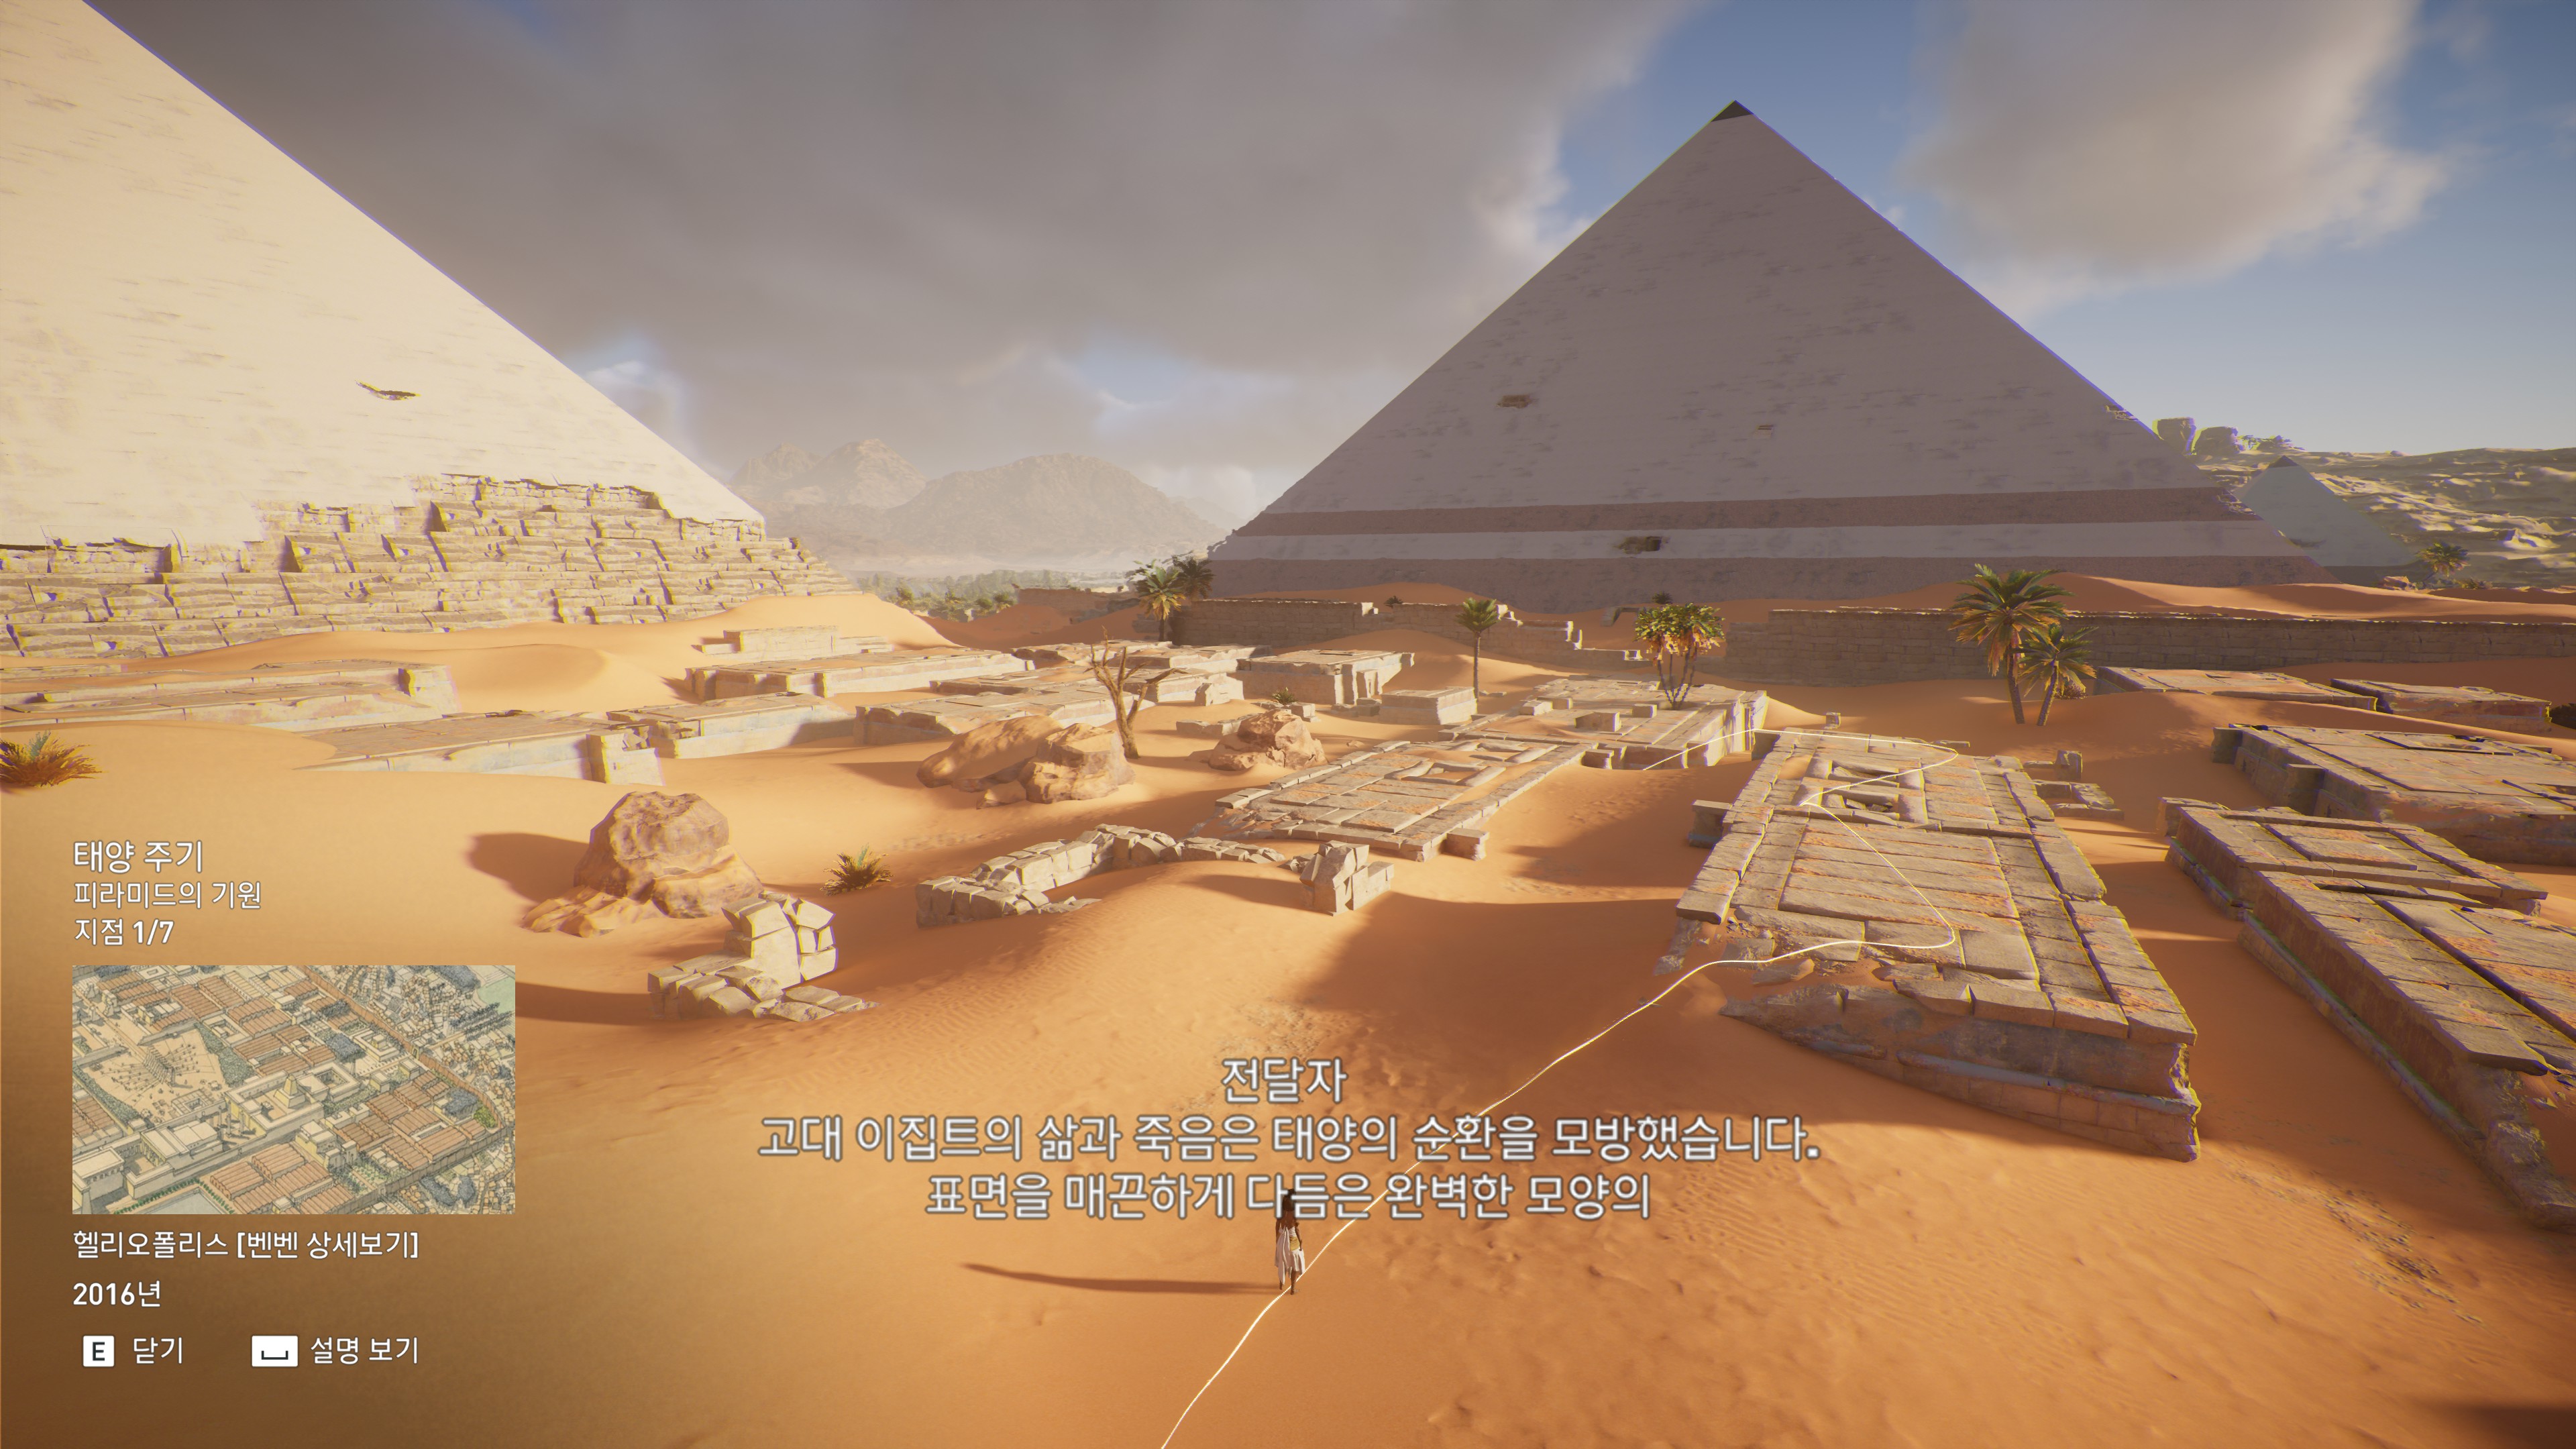 태양 주기
피라미드의 기원
지점 1/7
헬리오폴리스 [벤벤 상세보기]
2016년
E 닫기
설명 보기
전달자
고대 이집트의 삶과 죽음은 태양의 순환을 모방했습니다.
표면을 매끈하게 다듬은 완벽한 모양의